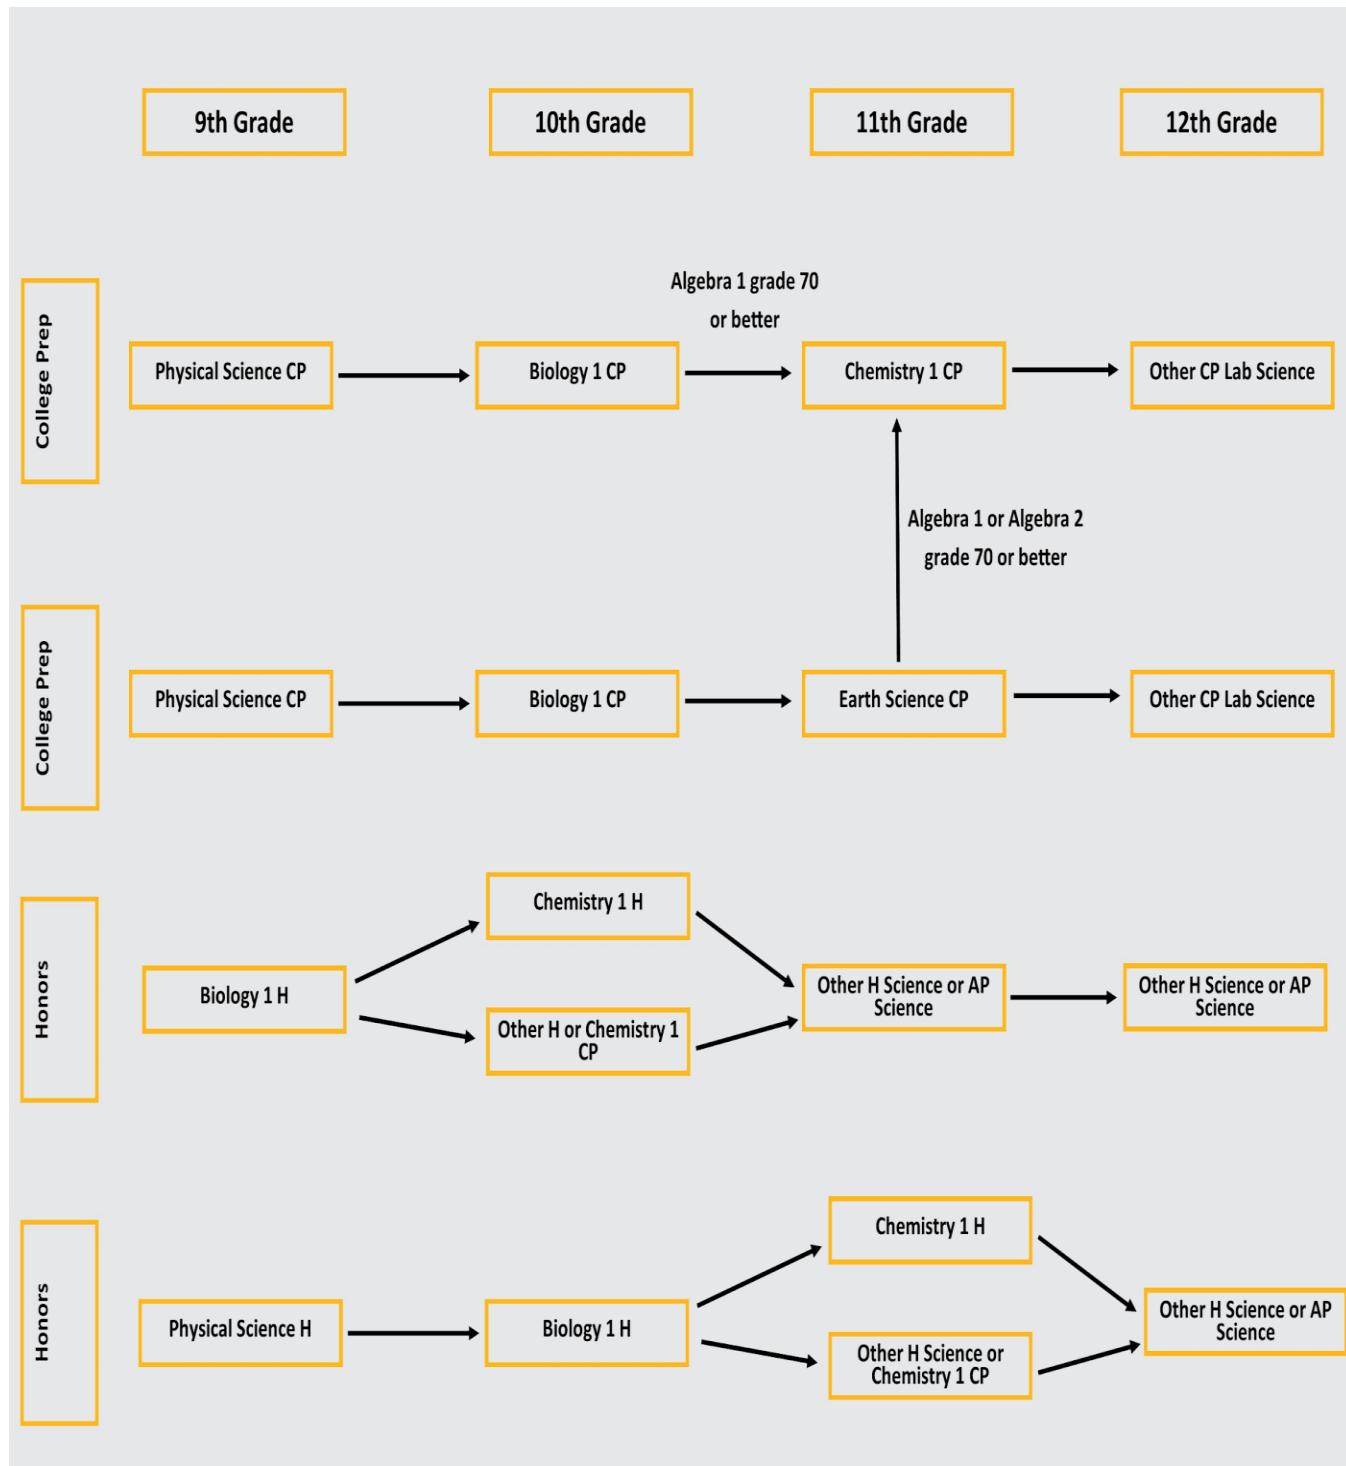 9th Grade
10th Grade
11th Grade
12th Grade
College Prep
Physical Science CP
Biology 1 CP
Algebra 1 grade 70
or better
Chemistry 1 CP
Other CP Lab Science
Algebra 1 or Algebra 2
grade 70 or better
College Prep
Physical Science CP
Biology 1 CP
Earth Science CP
Other CP Lab Science
Honors
Biology 1 H
Chemistry 1 H
Other H or Chemistry 1
CP
Other H Science or AP
Science
Other H Science or AP
Science
Honors
Physical Science H
Biology 1 H
Chemistry 1 H
Other H Science or
Chemistry 1 CP
Other H Science or AP
Science